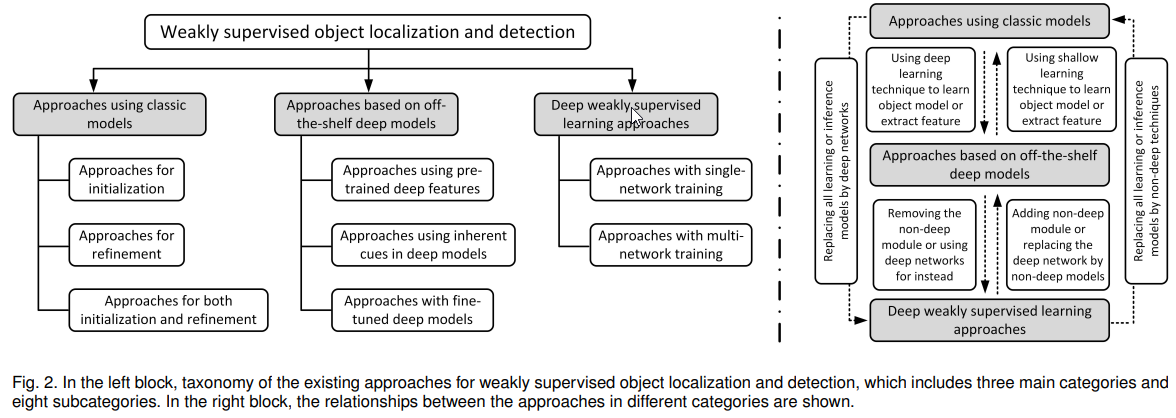 Weakly supervised object localization and detection
Approaches using classic
models
Approaches for
initialization
Approaches for
refinement
Approaches for both
initialization and refinement
Approaches based on off-
the-shelf deep models
Approaches using pre-
trained deep features
Approaches using inherent
cues in deep models
Approaches with fine-
tuned deep models
Deep weakly supervised
learning approaches
Approaches with single-
network training
Approaches with multi-
network training
Approaches using classic models
Replacing all learning or inference
models by deep networks
Using deep
learning
technique to learn
object model or
extract feature
Using shallow
learning
technique to learn
object model or
extract feature
Replacing all learning or inference
models by non-deep techniques
Approaches based on off-the-shelf
deep models
Removing the
non-deep
module or using
deep networks
for instead
Adding non-deep
module or
replacing the
deep network by
non-deep models
Deep weakly supervised learning
approaches
Fig. 2. In the left block, taxonomy of the existing approaches for weakly supervised object localization and detection, which includes three main categories and
eight subcategories. In the right block, the relationships between the approaches in different categories are shown.